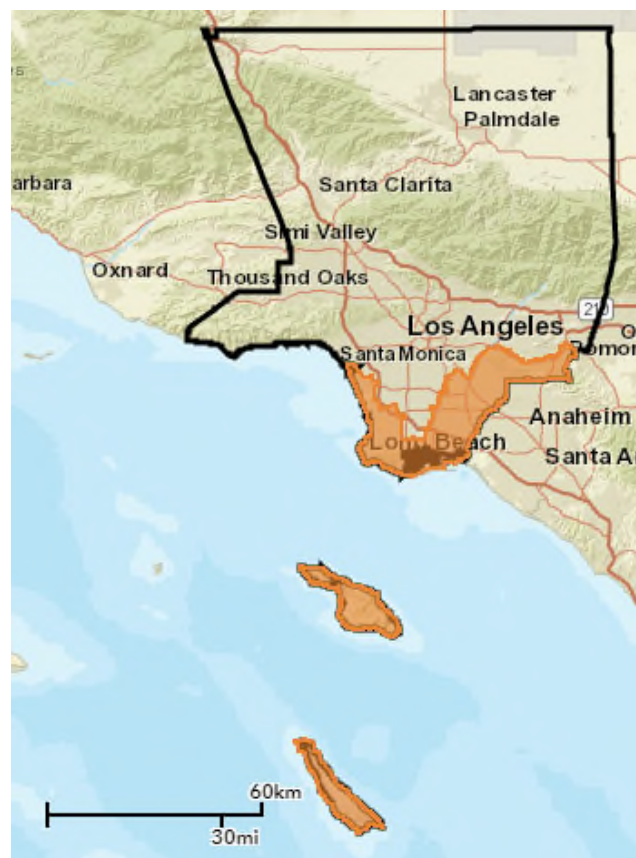 Lancaster
Palmdale
arbara
Santa Clarita
Simi Valley
Oxnard
Thousand Oaks
210
Los Angeles
Santa Monica
Pomon
Anaheim
Long Beach
Santa A
60km
30mi